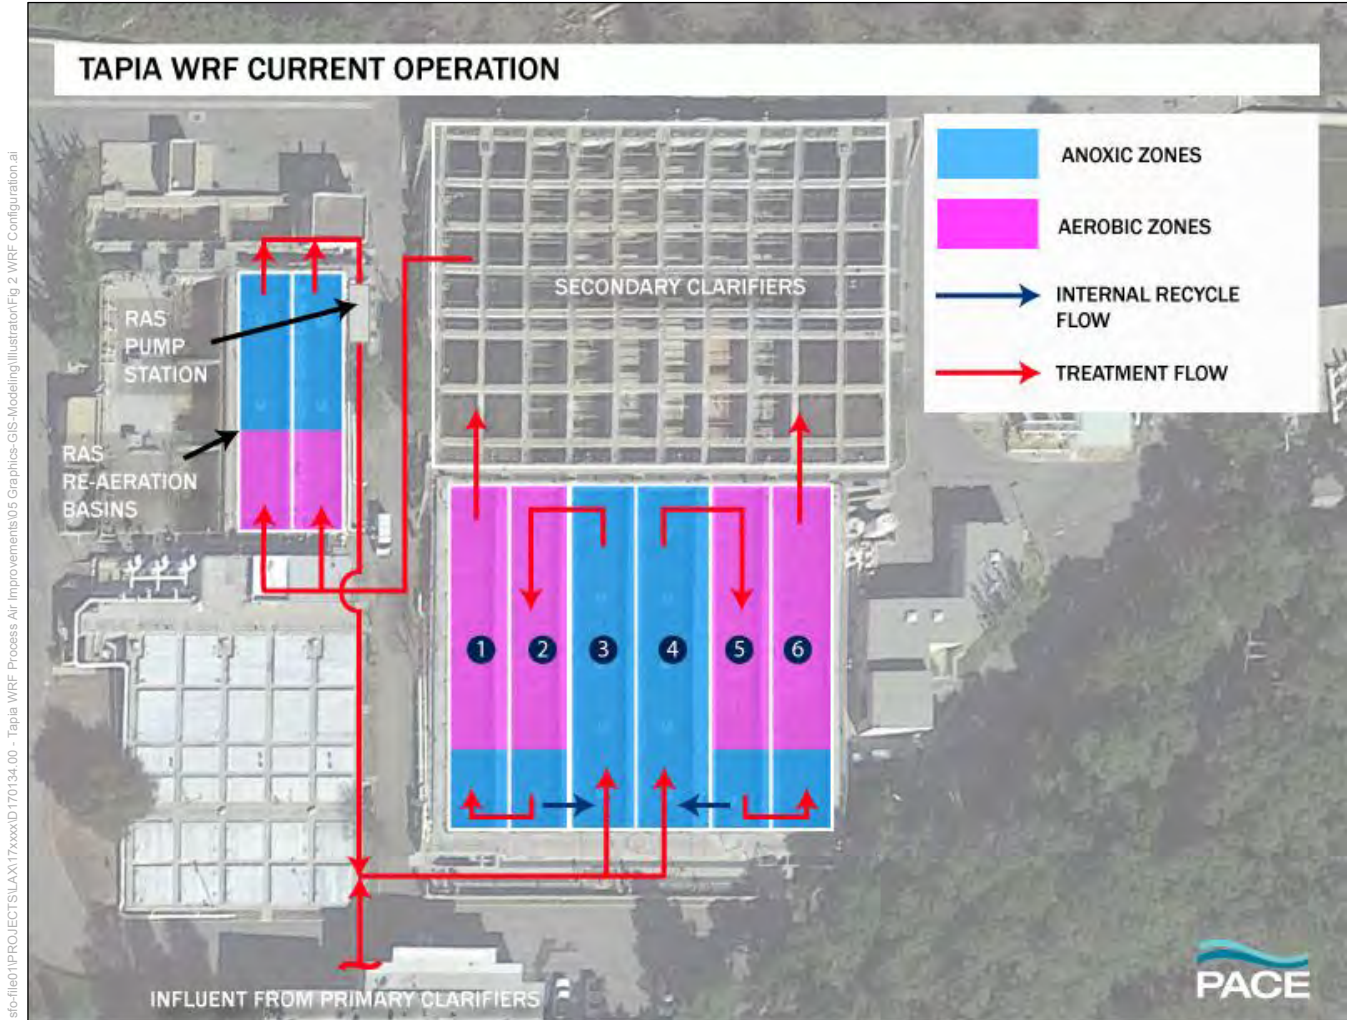 TAPIA WRF CURRENT OPERATION
ANOXIC ZONES
AEROBIC ZONES
INTERNAL RECYCLE
FLOW
TREATMENT FLOW
SECONDARY CLARIFIERS
RAS
PUMP
STATION
RAS
RE-AERATION
BASINS
1 2 3 4 5 6
INFLUENT FROM PRIMARY CLARIFIERS
PACE
sfo-file01\PROJECTS\LAX\17xxxx\D170134.00 - Tapia WRF Process Air Improvements\05 Graphics-GIS-Modeling\Illustrator\Fig 2 WRF Configuration.ai